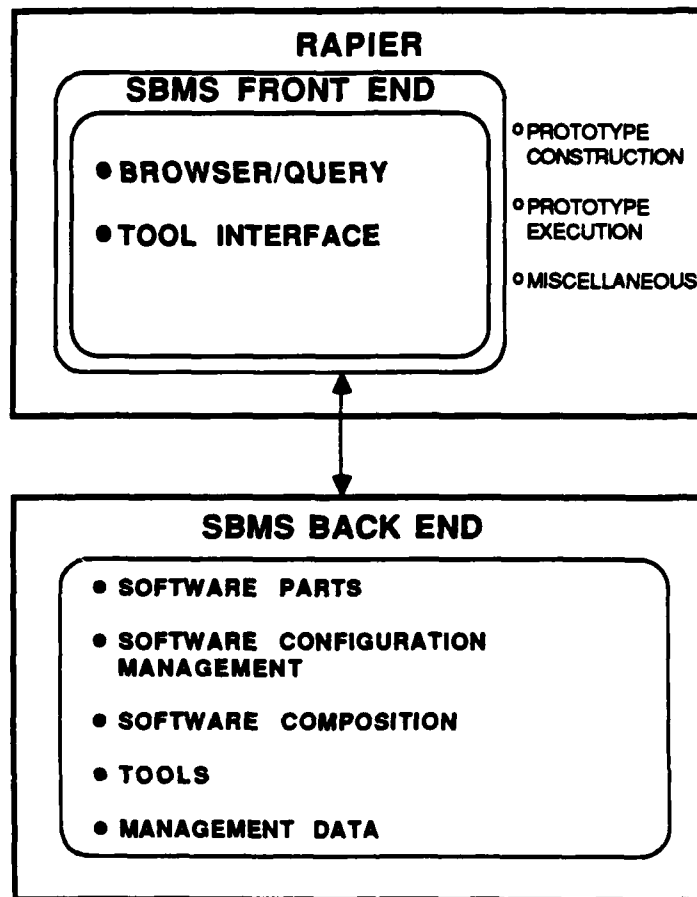 RAPIER
SBMS FRONT END
● BROWSER/QUERY
● TOOL INTERFACE
○ PROTOTYPE
CONSTRUCTION
○ PROTOTYPE
EXECUTION
○ MISCELLANEOUS
SBMS BACK END
● SOFTWARE PARTS
● SOFTWARE CONFIGURATION
MANAGEMENT
● SOFTWARE COMPOSITION
● TOOLS
● MANAGEMENT DATA